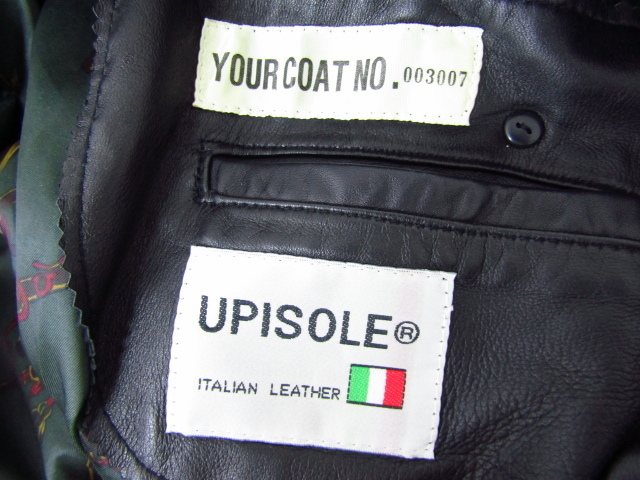 YOUR COAT NO. 003007
UPISOLE®
ITALIAN LEATHER